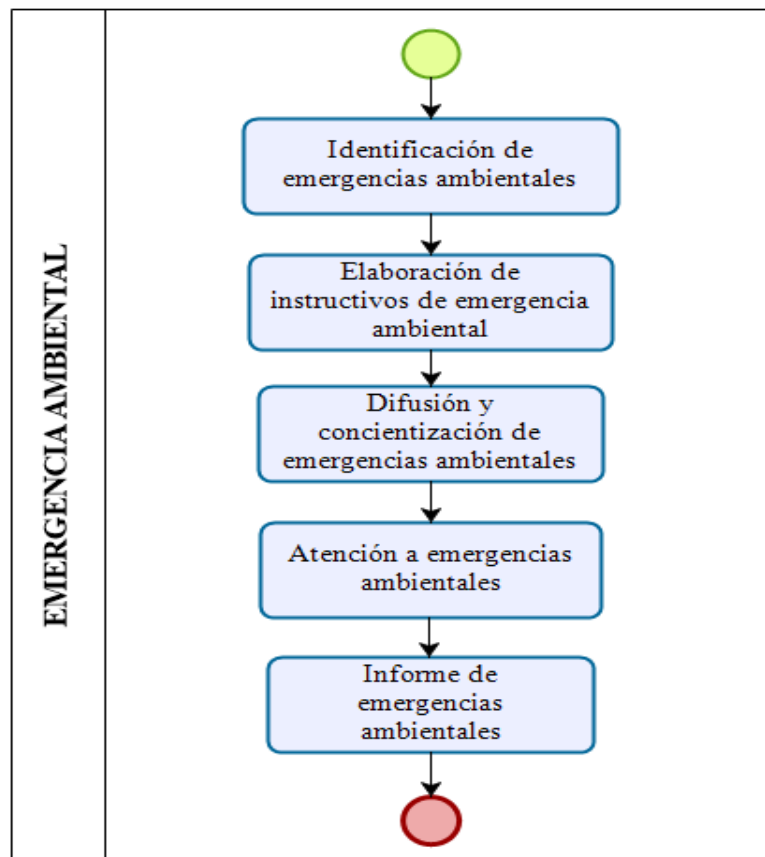 EMERGENCIA AMBIENTAL
Identificación de
emergencias ambientales
Elaboración de
instructivos de emergencia
ambiental
Difusión y
concientización de
emergencias ambientales
Atención a emergencias
ambientales
Informe de
emergencias
ambientales